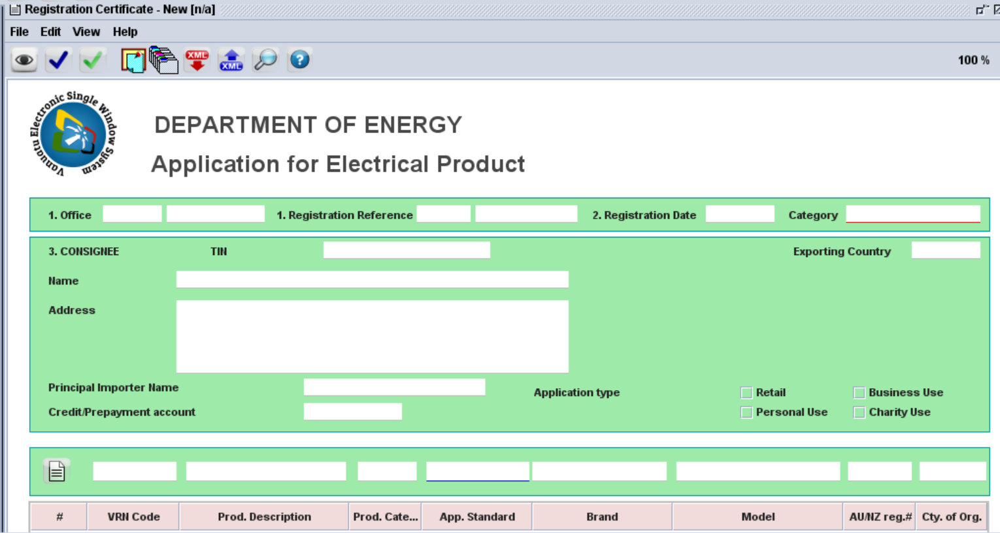 Registration Certificate - New [n/a]
File Edit View Help
XML XML ? 100 %
Vanuatu Electronic Single Window System
DEPARTMENT OF ENERGY
Application for Electrical Product
1. Office 1. Registration Reference 2. Registration Date Category
3. CONSIGNEE TIN Exporting Country
Name
Address
Principal Importer Name Application type Retail Business Use
Credit/Prepayment account Personal Use Charity Use
# VRN Code Prod. Description Prod. Cate... App. Standard Brand Model AU/NZ reg.# Cty. of Org.